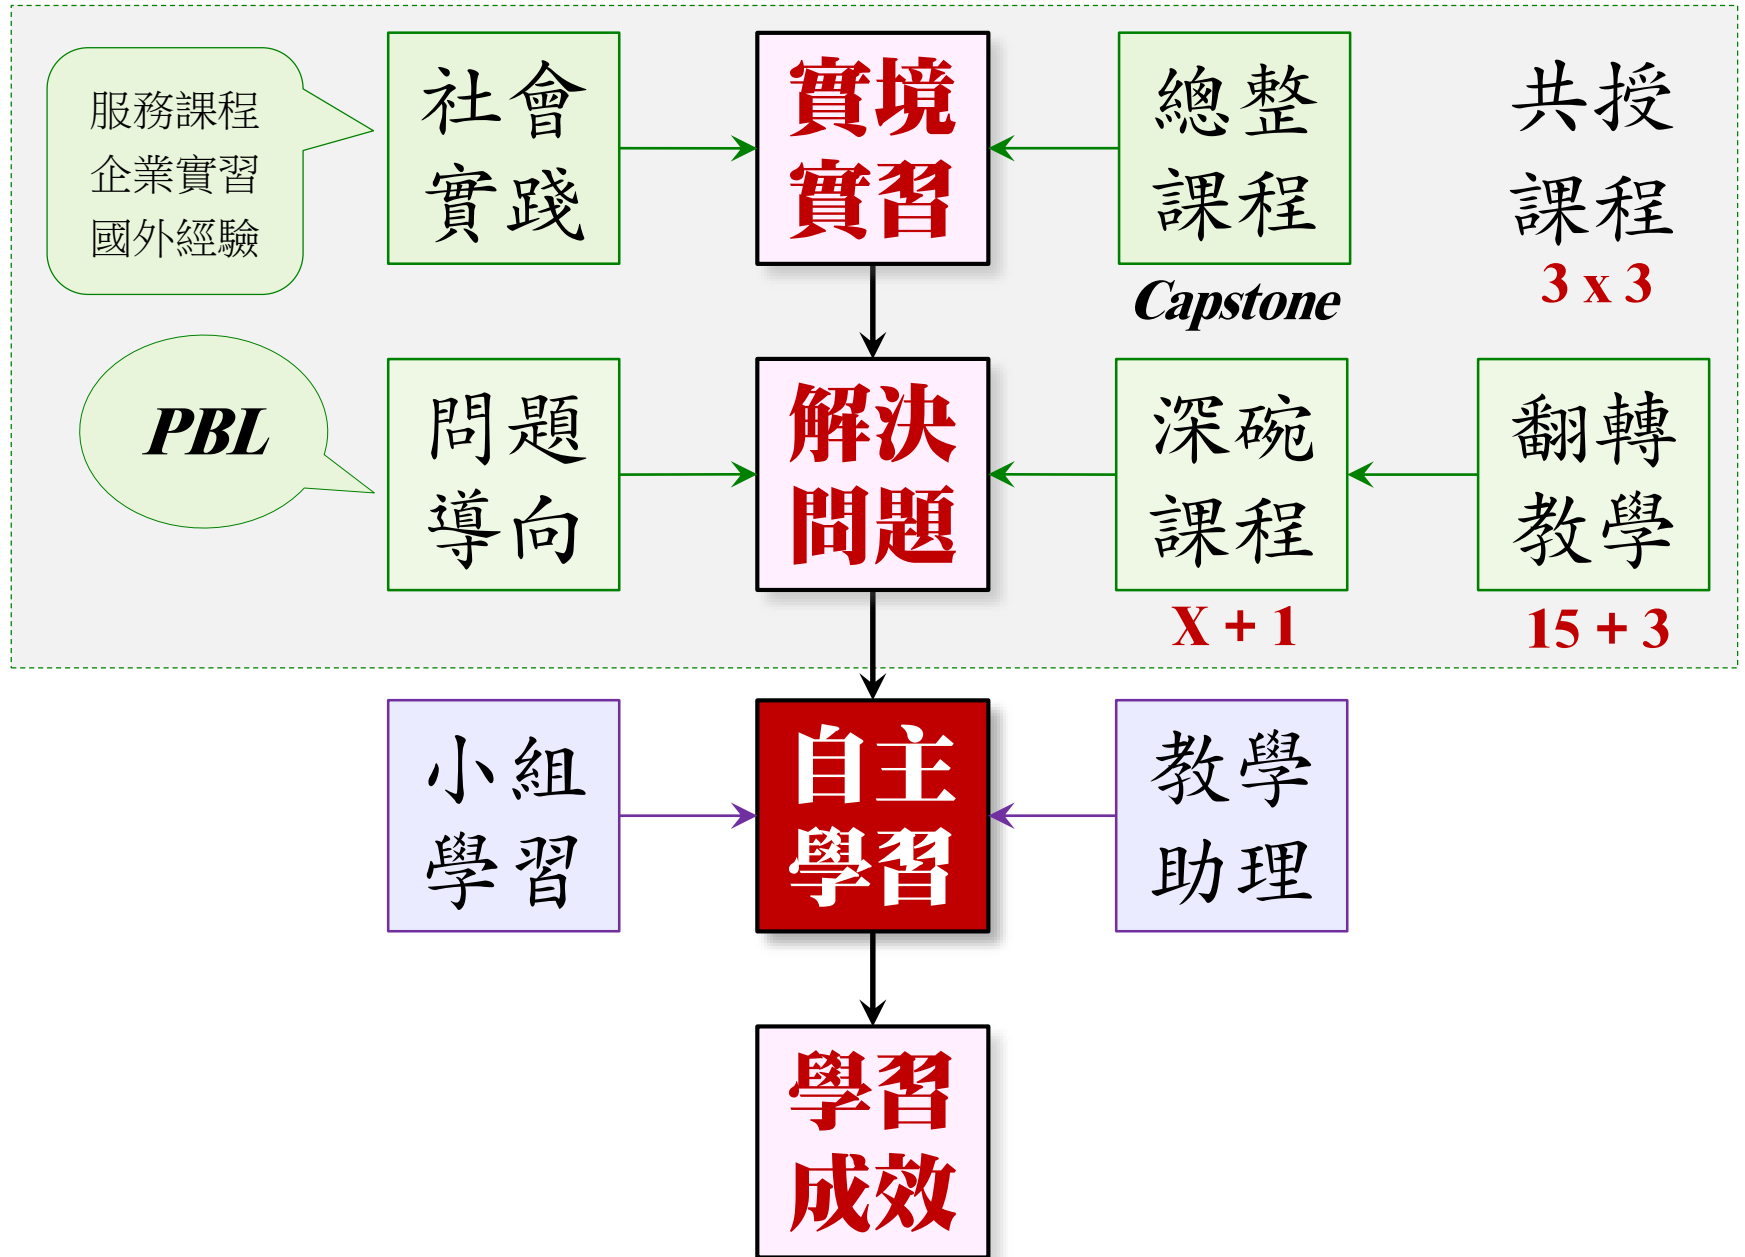 服務課程
企業實習
國外經驗
社會
實踐
實境
實習
總整
課程
Capstone
共授
課程
3 x 3
PBL
問題
導向
解決
問題
深碗
課程
X + 1
翻轉
教學
15 + 3
小組
學習
自主
學習
教學
助理
學習
成效